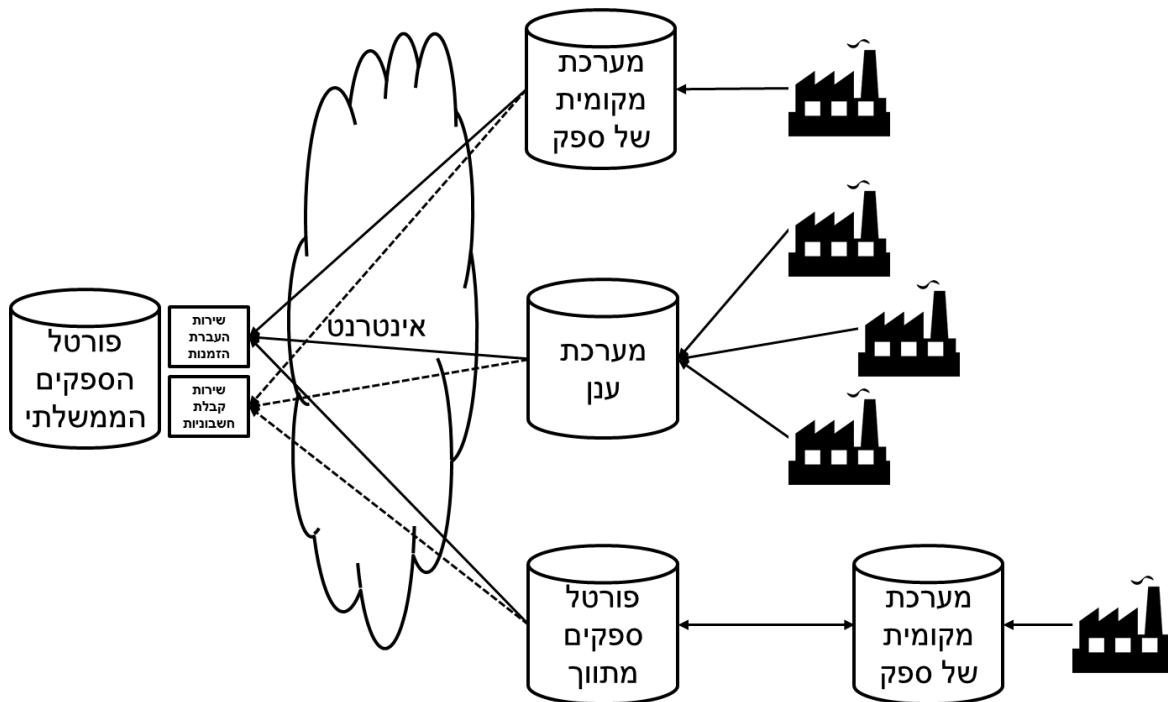 מערכת
מקומית
של ספק
פורטל
הספקים
הממשלתי
שירות
העברת
הזמנות
שירות
קבלת
חשבוניות
אינטרנט
מערכת
ענן
פורטל
ספקים
מתווך
מערכת
מקומית
של ספק